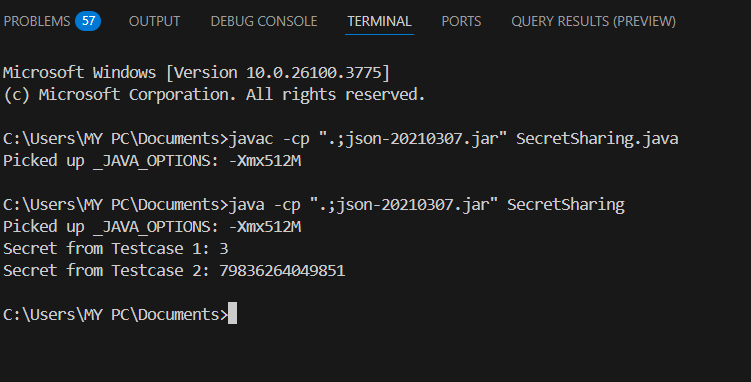 PROBLEMS 57 OUTPUT DEBUG CONSOLE TERMINAL PORTS QUERY RESULTS (PREVIEW)
Microsoft Windows [Version 10.0.26100.3775]
(c) Microsoft Corporation. All rights reserved.
C:\Users\MY PC\Documents>javac -cp ".;json-20210307.jar" SecretSharing.java
Picked up _JAVA_OPTIONS: -Xmx512M
C:\Users\MY PC\Documents>java -cp ".;json-20210307.jar" SecretSharing
Picked up _JAVA_OPTIONS: -Xmx512M
Secret from Testcase 1: 3
Secret from Testcase 2: 79836264049851
C:\Users\MY PC\Documents>